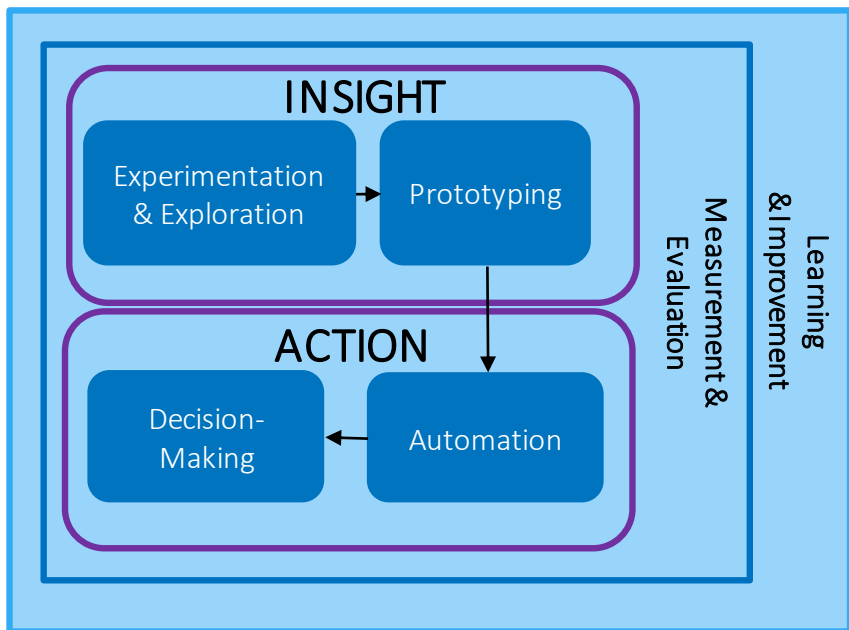 INSIGHT
Experimentation
& Exploration
Prototyping
ACTION
Decision-
Making
Automation
Measurement &
Evaluation
Learning
&Improvement